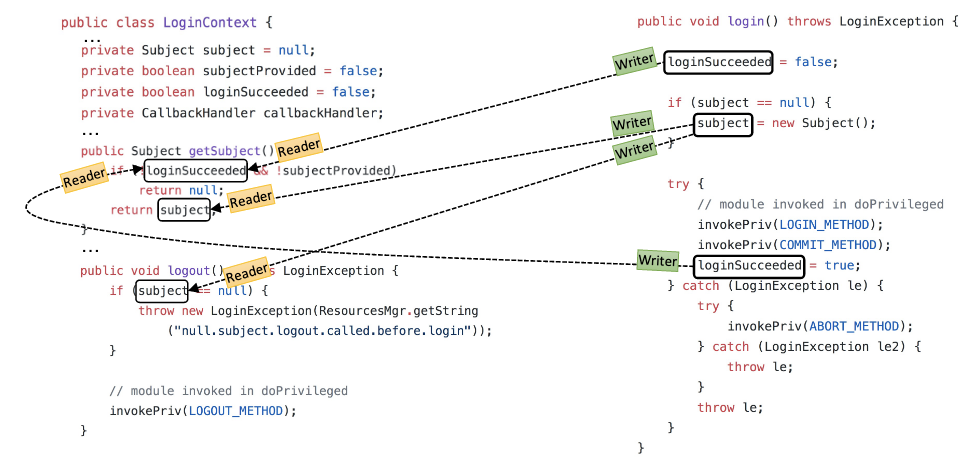 public class LoginContext {
...
private Subject subject = null;
private boolean subjectProvided = false;
private boolean loginSucceeded = false;
private CallbackHandler callbackHandler;
...
public Subject getSubject()
Reader
if loginSucceeded && !subjectProvided)
Reader
return null;
return subject;
Reader
}
...
public void logout() s LoginException {
Reader
if (subject == null) {
throw new LoginException(ResourcesMgr.getString
("null.subject.logout.called.before.login"));
}
// module invoked in doPrivileged
invokePriv(LOGOUT_METHOD);
}
public void login() throws LoginException {
Writer
loginSucceeded = false;
if (subject == null) {
Writer
subject = new Subject();
Writer
}
try {
// module invoked in doPrivileged
invokePriv(LOGIN_METHOD);
invokePriv(COMMIT_METHOD);
Writer
loginSucceeded = true;
} catch (LoginException le) {
try {
invokePriv(ABORT_METHOD);
} catch (LoginException le2) {
throw le;
}
throw le;
}
}